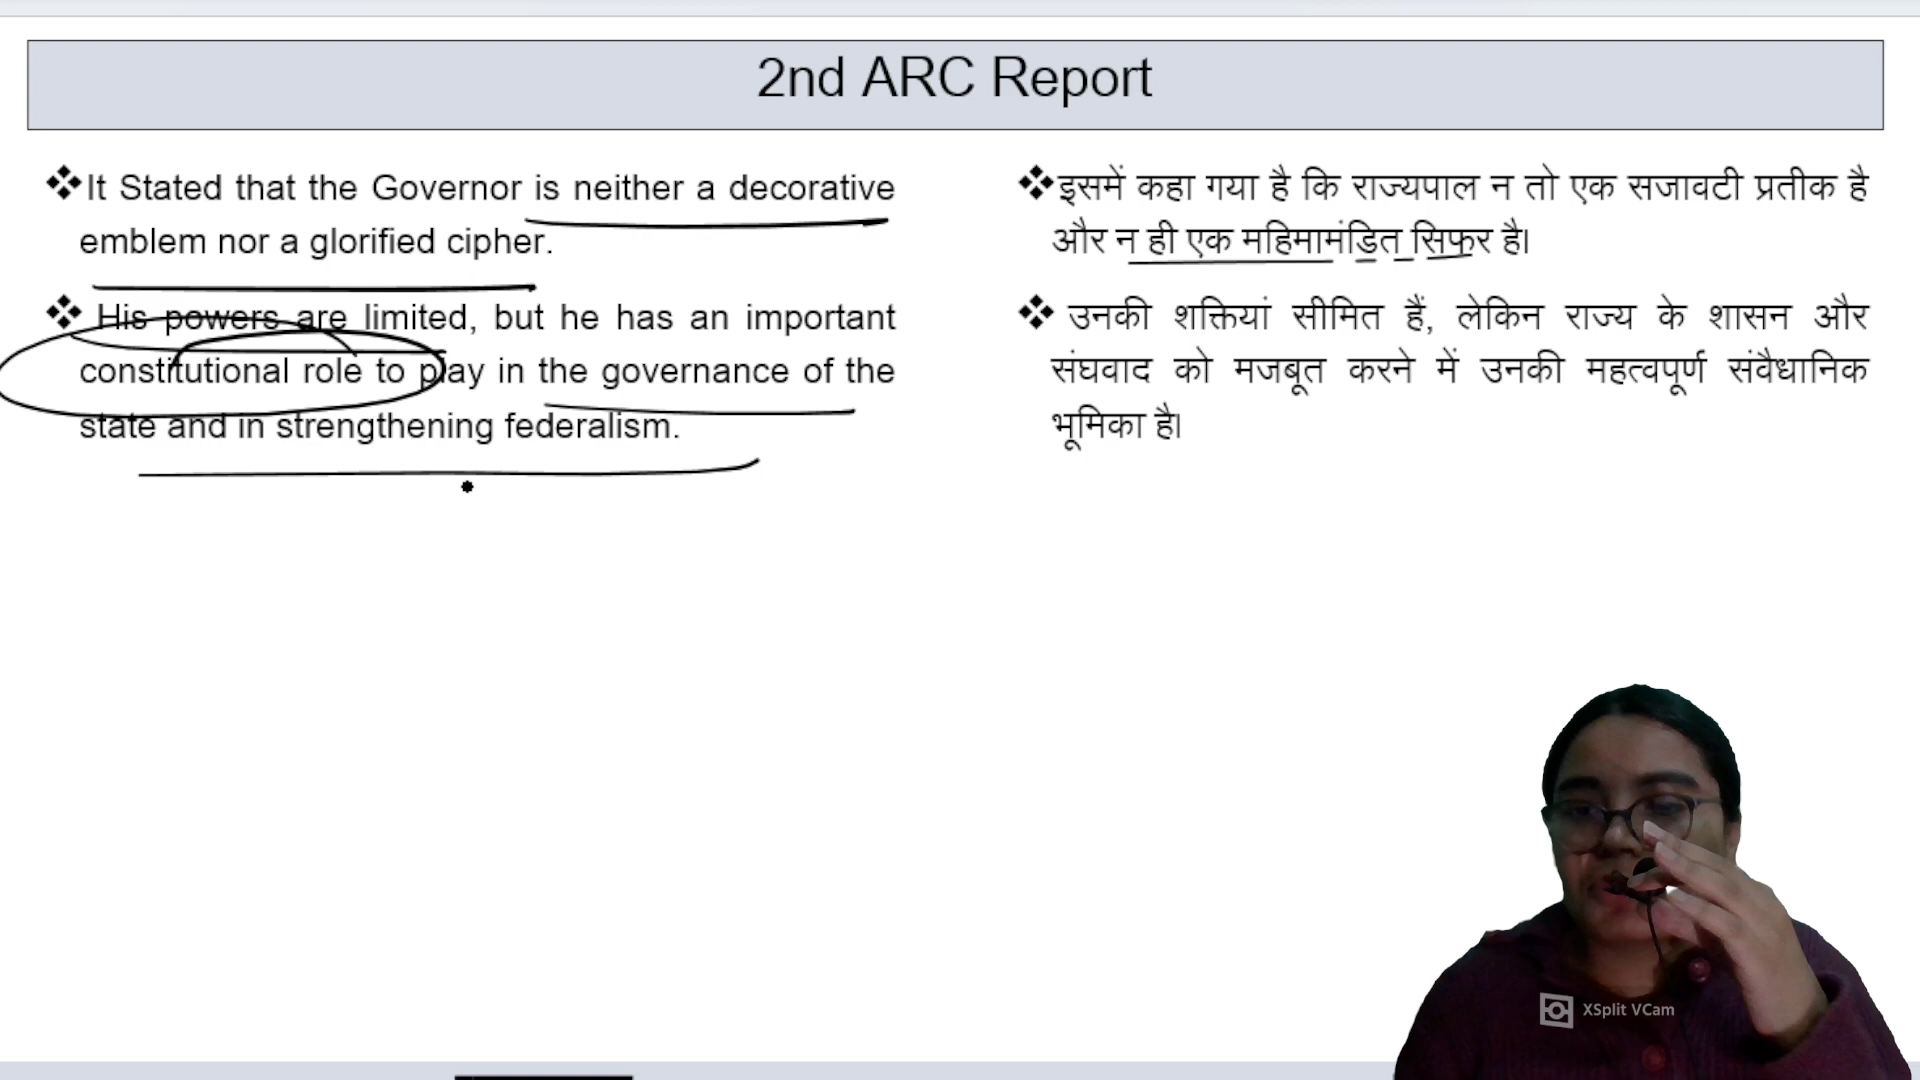 2nd ARC Report
❖It Stated that the Governor is neither a decorative
emblem nor a glorified cipher.
❖ His powers are limited, but he has an important
constitutional role to play in the governance of the
state and in strengthening federalism.
❖इसमें कहा गया है कि राज्यपाल न तो एक सजावटी प्रतीक है
और न ही एक महिमामंडित सिफर है।
❖ उनकी शक्तियां सीमित हैं, लेकिन राज्य के शासन और
संघवाद को मजबूत करने में उनकी महत्वपूर्ण संवैधानिक
भूमिका है।
XSplit VCam